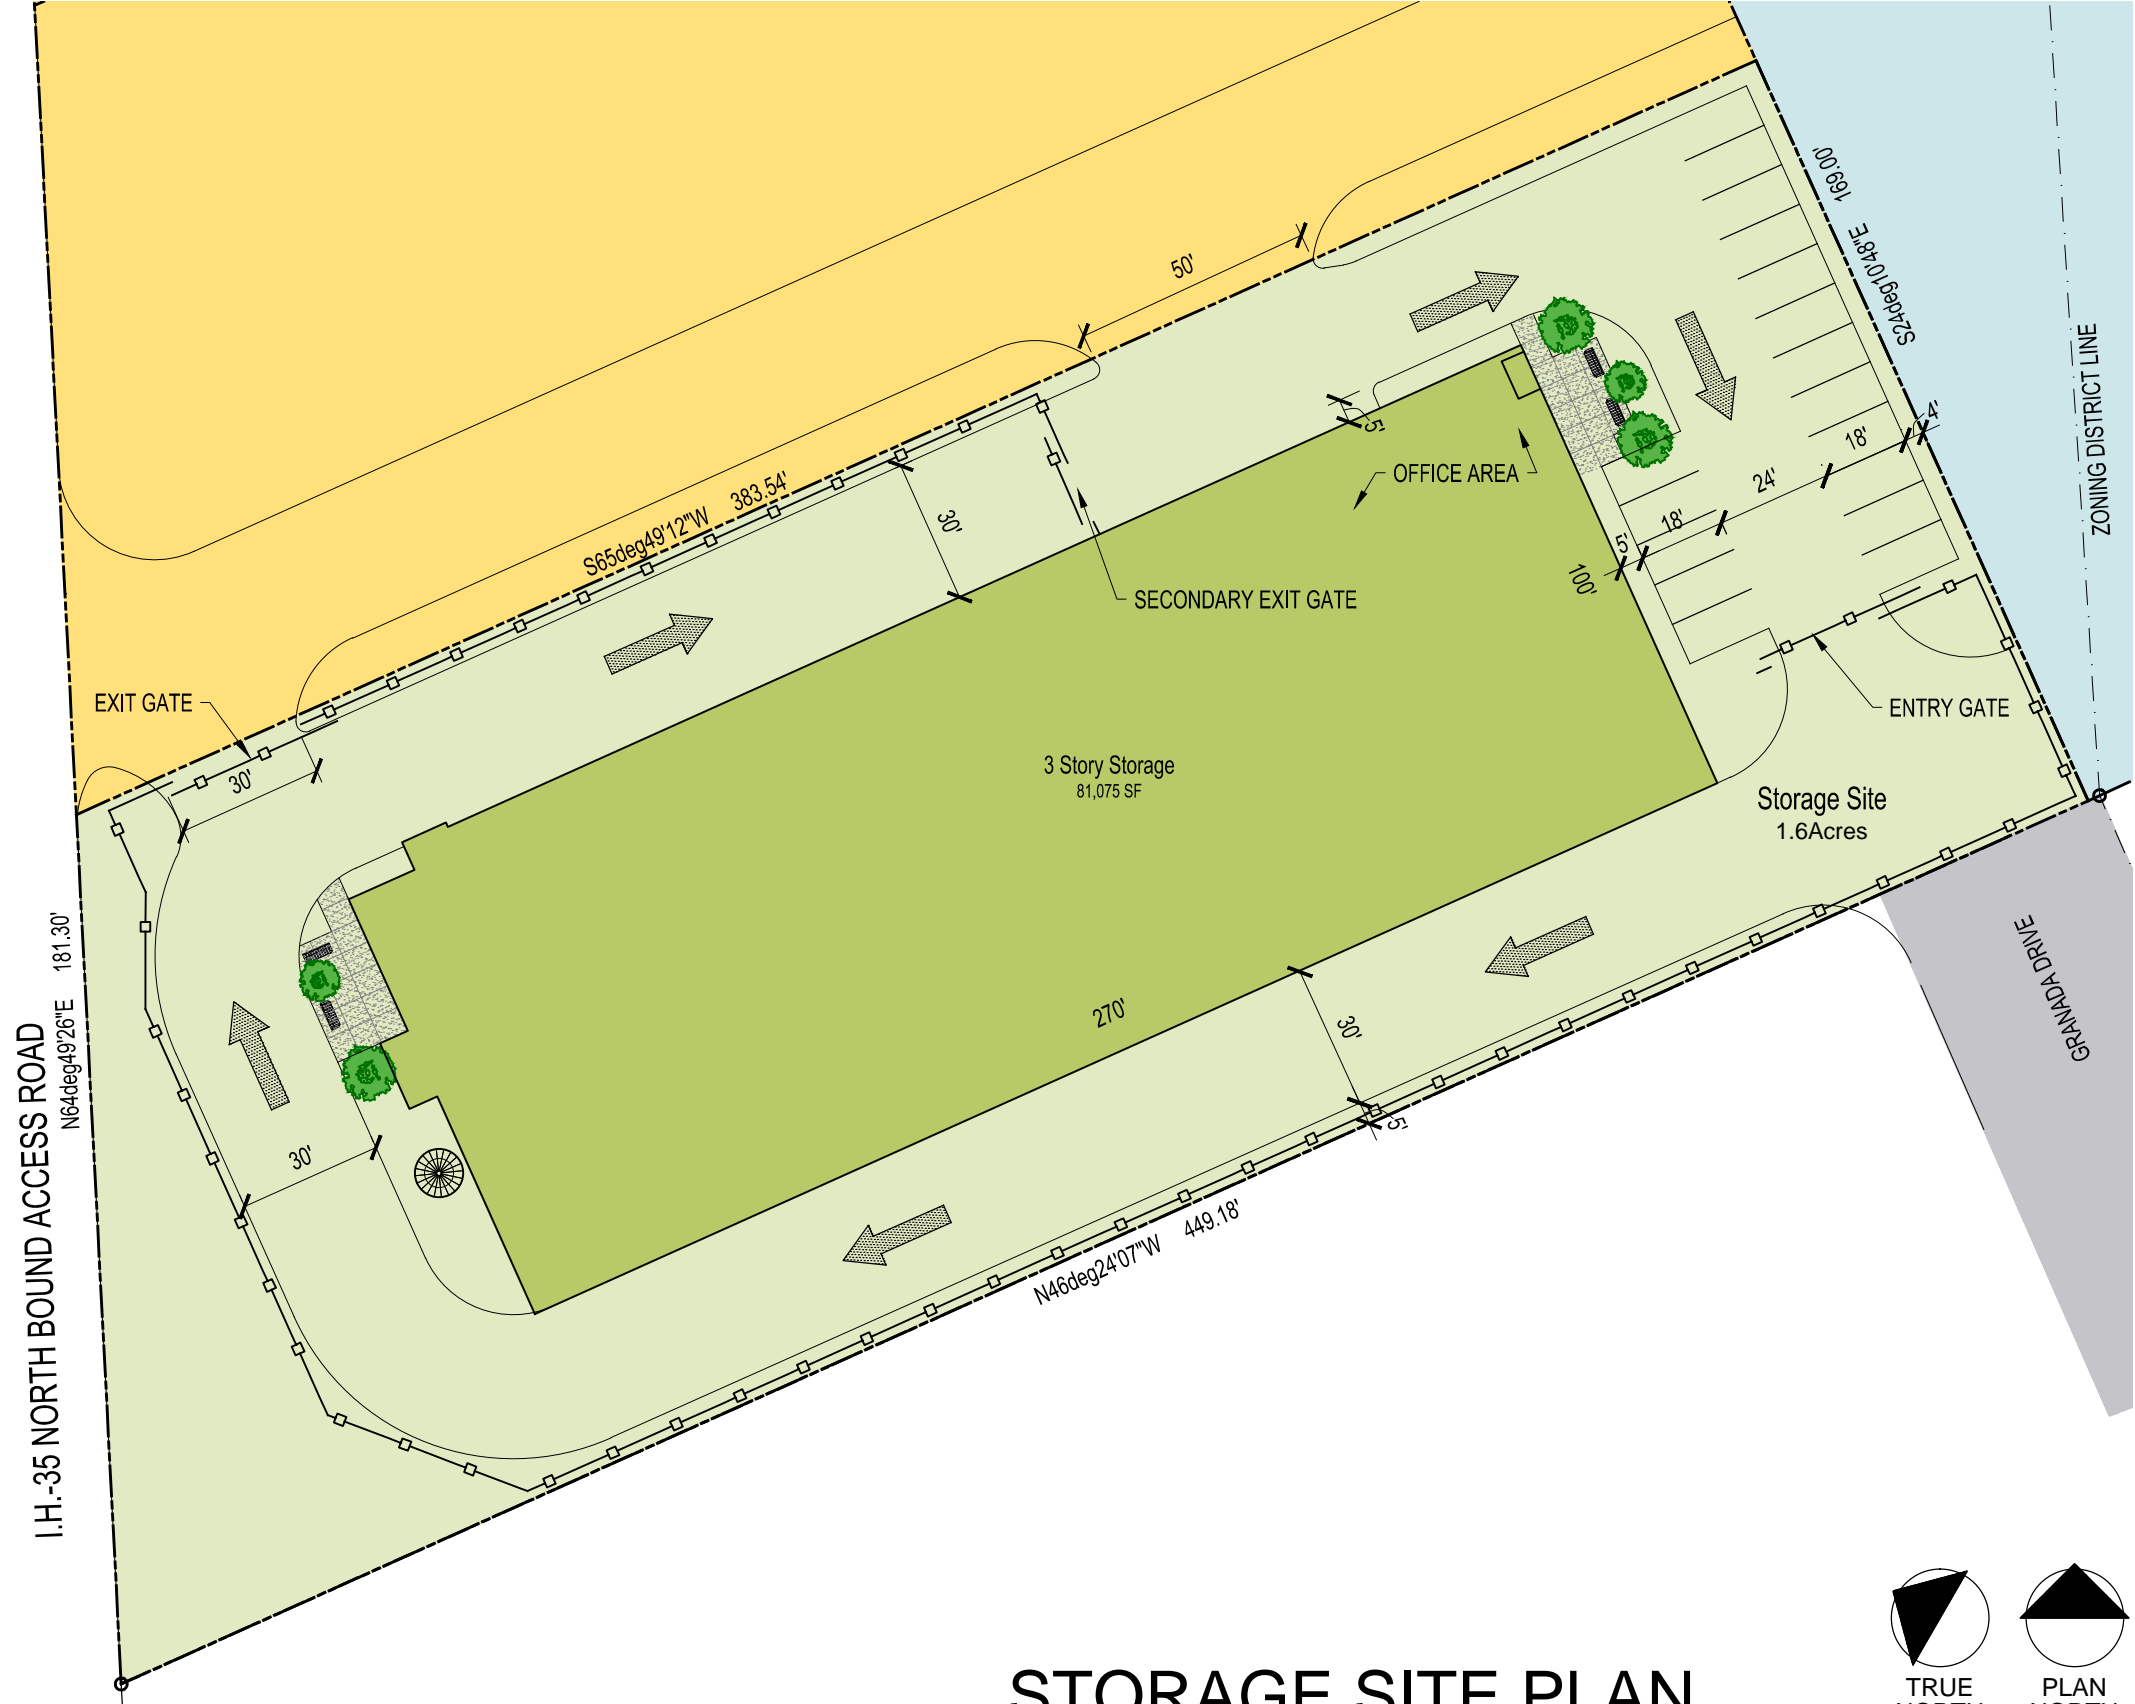 169.00'
S24deg10'48"E
50'
ZONING DISTRICT LINE
4'
18'
24'
18'
5'
100'
5'
OFFICE AREA
383.54'
S65deg49'12"W
30'
SECONDARY EXIT GATE
EXIT GATE
30'
ENTRY GATE
3 Story Storage
81,075 SF
Storage Site
1.6Acres
GRANADA DRIVE
181.30'
N64deg49'26"E
I.H.-35 NORTH BOUND ACCESS ROAD
270'
30'
5'
30'
449.18'
N46deg24'07"W
STORAGE SITE PLAN
TRUE
NORTH
PLAN
NORTH